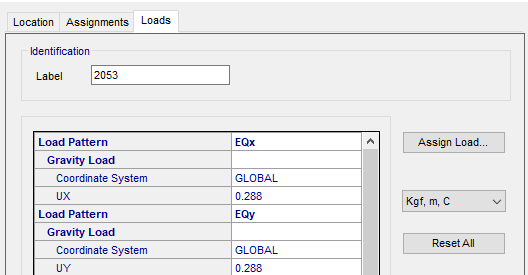 Location Assignments Loads
Identification
Label 2053
Load Pattern EQx
Gravity Load
Coordinate System GLOBAL
UX 0.288
Load Pattern EQy
Gravity Load
Coordinate System GLOBAL
UY 0.288
Assign Load...
Kgf, m, C
Reset All